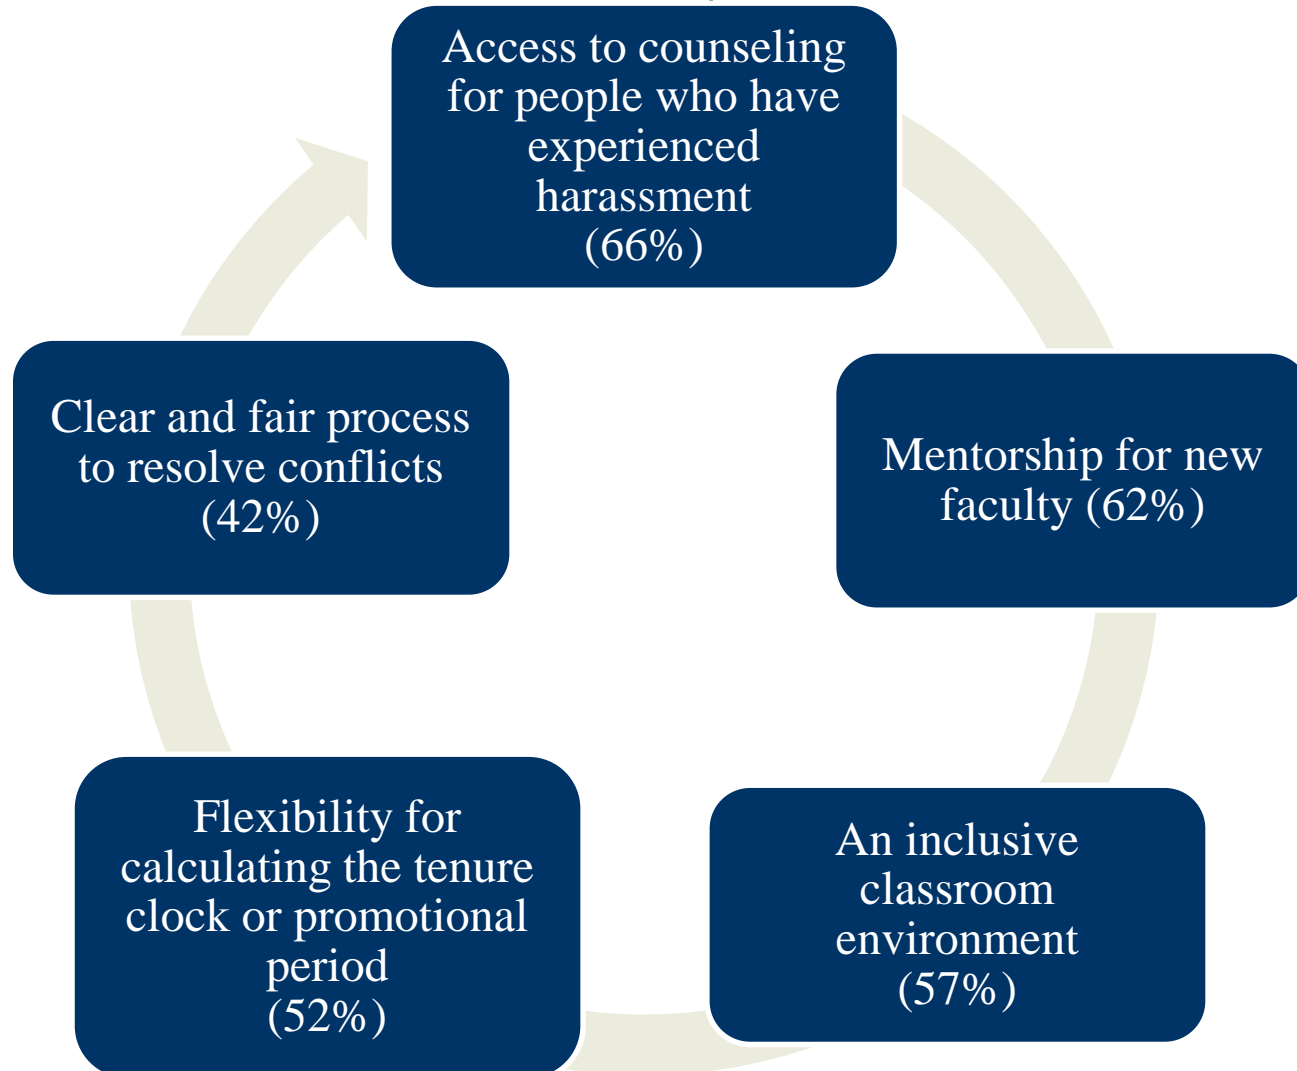 Access to counseling
for people who have
experienced
harassment
(66%)
Mentorship for new
faculty (62%)
An inclusive
classroom
environment
(57%)
Flexibility for
calculating the tenure
clock or promotional
period
(52%)
Clear and fair process
to resolve conflicts
(42%)